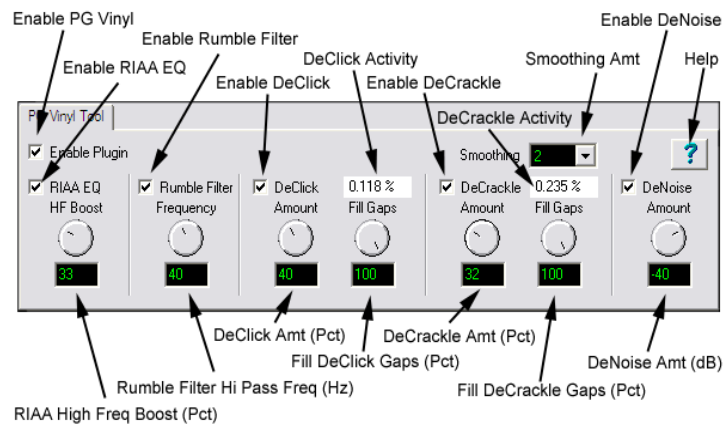 Enable PG Vinyl
Enable DeNoise
Enable Rumble Filter
DeClick Activity
Smoothing Amt
Help
Enable RIAA EQ
Enable DeClick
Enable DeCrackle
PG Vinyl Tool
DeCrackle Activity
Enable Plugin
Smoothing
2
?
RIAA EQ
Rumble Filter
DeClick
0.118 %
DeCrackle
0.235 %
DeNoise
HF Boost
Frequency
Amount
Fill Gaps
Amount
Fill Gaps
Amount
33
40
40
100
32
100
-40
DeClick Amt (Pct)
DeCrackle Amt (Pct)
Fill DeClick Gaps (Pct)
DeNoise Amt (dB)
Rumble Filter Hi Pass Freq (Hz)
Fill DeCrackle Gaps (Pct)
RIAA High Freq Boost (Pct)